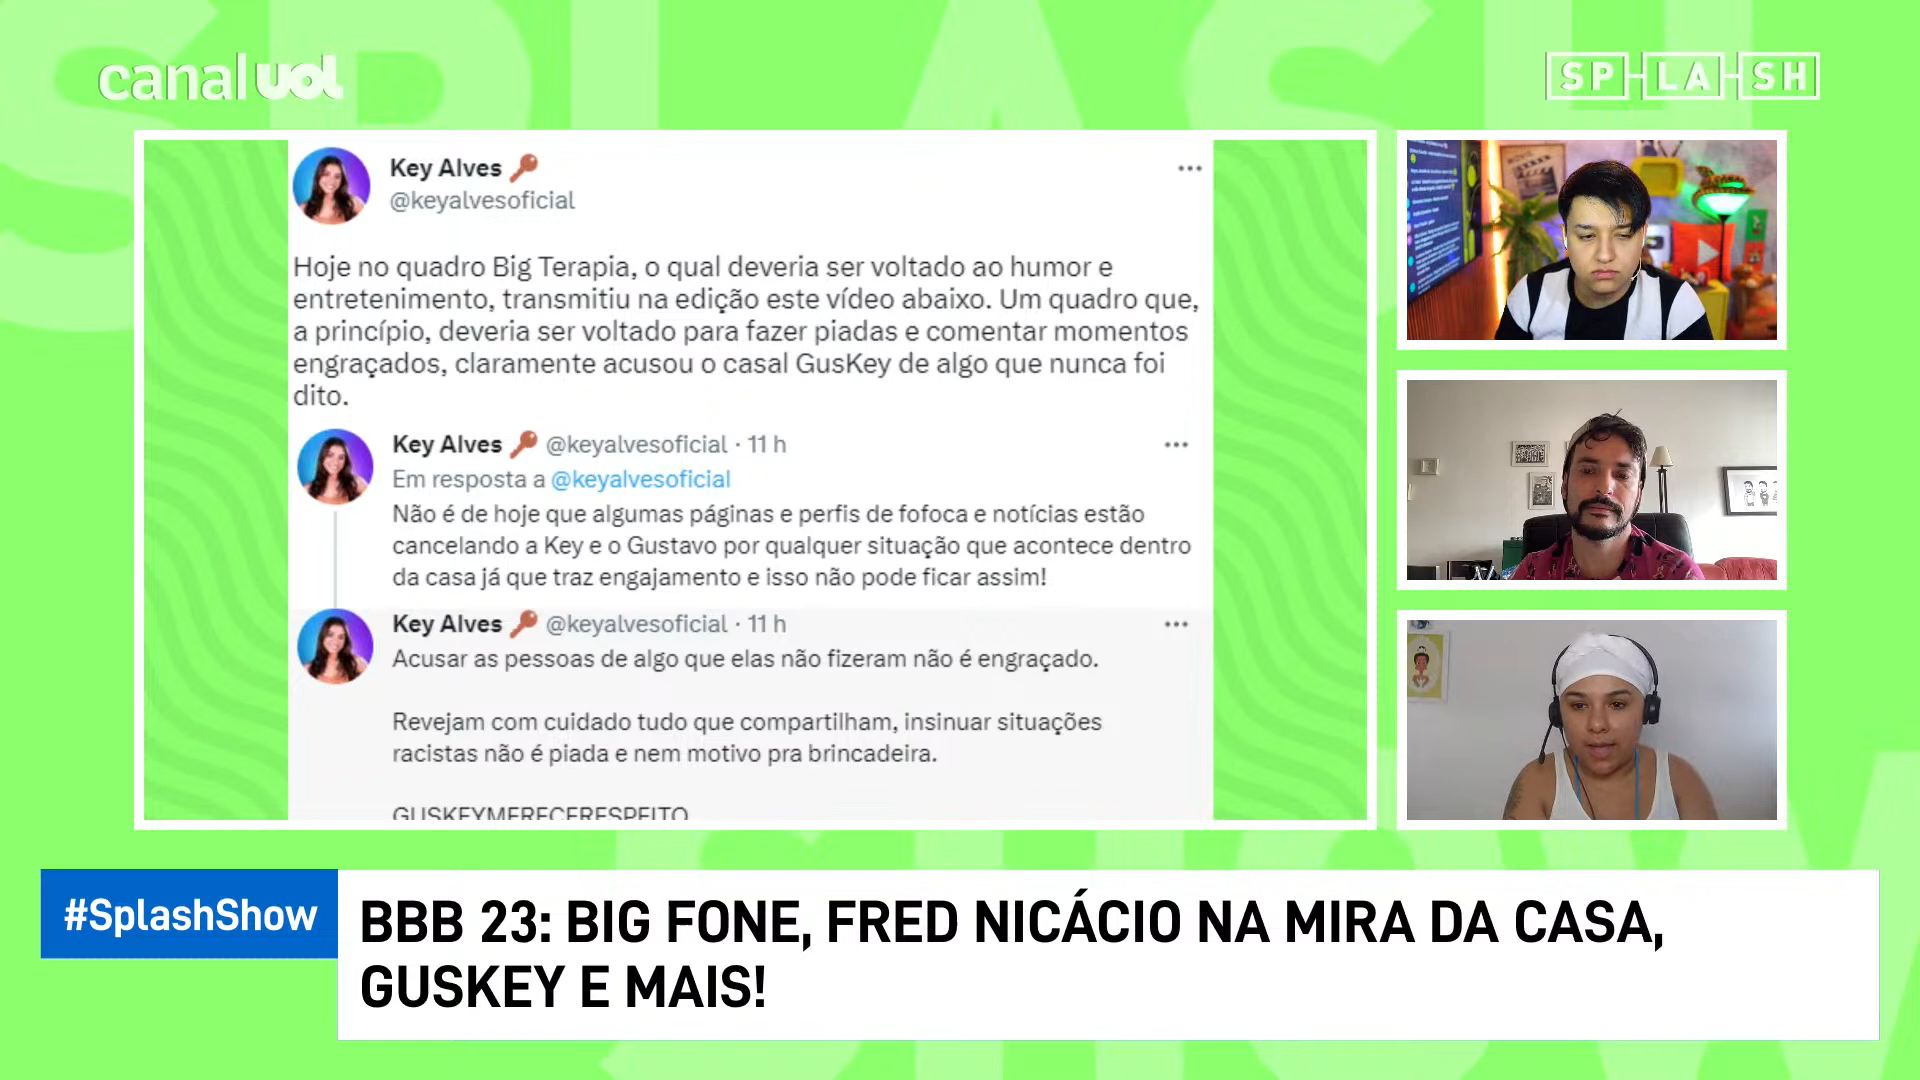 canal uol
SPLASH
Key Alves
@keyalvesoficial
Hoje no quadro Big Terapia, o qual deveria ser voltado ao humor e
entretenimento, transmitiu na edição este vídeo abaixo. Um quadro que,
a princípio, deveria ser voltado para fazer piadas e comentar momentos
engraçados, claramente acusou o casal GusKey de algo que nunca foi
dito.
Key Alves @keyalvesoficial · 11 h
Em resposta a @keyalvesoficial
Não é de hoje que algumas páginas e perfis de fofoca e notícias estão
cancelando a Key e o Gustavo por qualquer situação que acontece dentro
da casa já que traz engajamento e isso não pode ficar assim!
Key Alves @keyalvesoficial · 11 h
Acusar as pessoas de algo que elas não fizeram não é engraçado.
Revejam com cuidado tudo que compartilham, insinuar situações
racistas não é piada e nem motivo pra brincadeira.
GUSKEYMERECERESPEITO
#SplashShow
BBB 23: BIG FONE, FRED NICÁCIO NA MIRA DA CASA,
GUSKEY E MAIS!